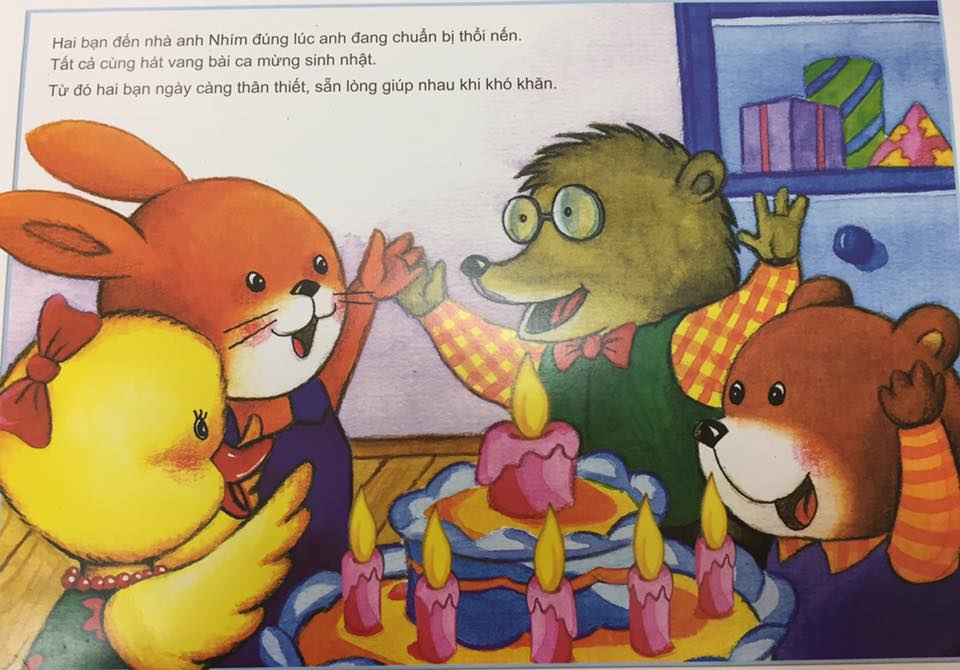 Hai bạn đến nhà anh Nhím đúng lúc anh đang chuẩn bị thổi nến.
Tất cả cùng hát vang bài ca mừng sinh nhật.
Từ đó hai bạn ngày càng thân thiết, sẵn lòng giúp nhau khi khó khăn.